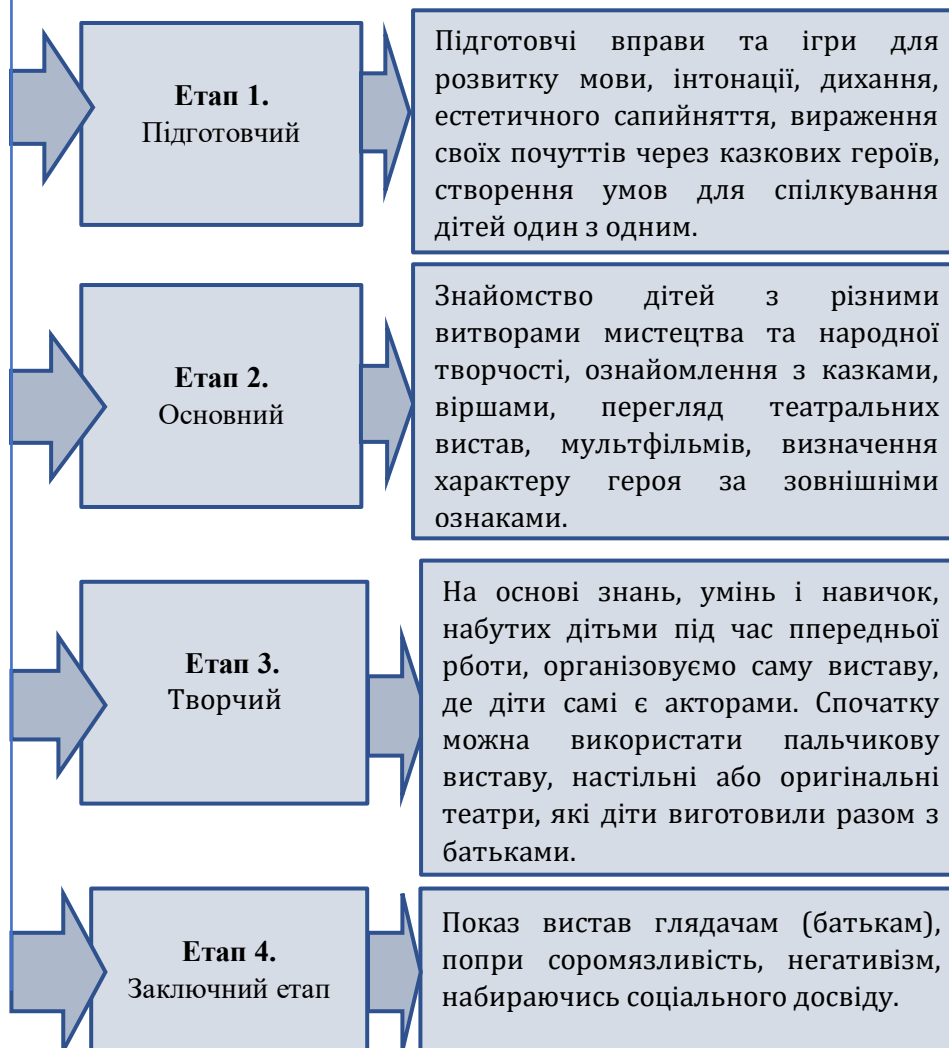 Етап 1.
Підготовчий
Підготовчі вправи та ігри для
розвитку мови, інтонації, дихання,
естетичного сапийняття, вираження
своїх почуттів через казкових героїв,
створення умов для спілкування
дітей один з одним.
Етап 2.
Основний
Знайомство дітей з різними
витворами мистецтва та народної
творчості, ознайомлення з казками,
віршами, перегляд театральних
вистав, мультфільмів, визначення
характеру героя за зовнішніми
ознаками.
Етап 3.
Творчий
На основі знань, умінь і навичок,
набутих дітьми під час ппередньої
рботи, організовуємо саму виставу,
де діти самі є акторами. Спочатку
можна використати пальчикову
виставу, настільні або оригінальні
театри, які діти виготовили разом з
батьками.
Етап 4.
Заключний етап
Показ вистав глядачам (батькам),
попри соромязливість, негативізм,
набираючись соціального досвіду.